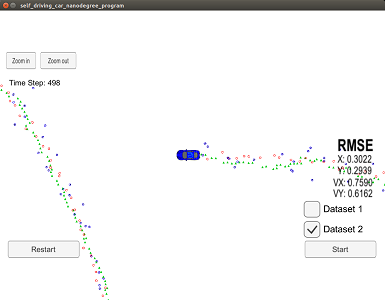 self_driving_car_nanodegree_program
Zoom in
Zoom out
Time Step: 498
RMSE
X: 0.3022
Y: 0.2939
VX: 0.7590
VY: 0.6162
Dataset 1
Dataset 2
Restart
Start